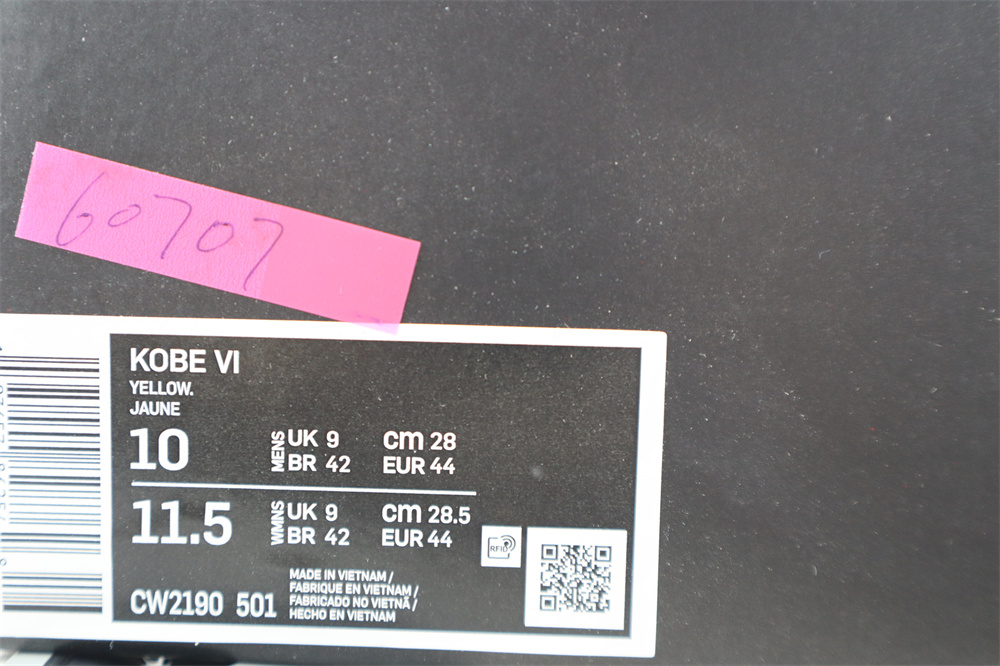 60707
KOBE VI
YELLOW.
JAUNE
10 MENS UK 9 cm 28
BR 42 EUR 44
11.5 WMNS UK 9 cm 28.5
BR 42 EUR 44
RFID
CW2190 501
MADE IN VIETNAM /
FABRIQUE EN VIETNAM /
FABRICADO NO VIETNÃ /
HECHO EN VIETNAM